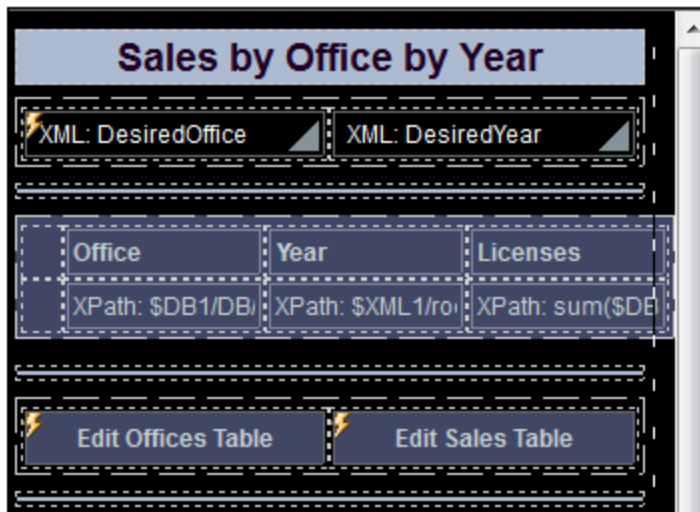 Sales by Office by Year
XML: DesiredOffice XML: DesiredYear
Office Year Licenses
XPath: $DB1/DB/ XPath: $XML1/ro XPath: sum($DB
Edit Offices Table Edit Sales Table